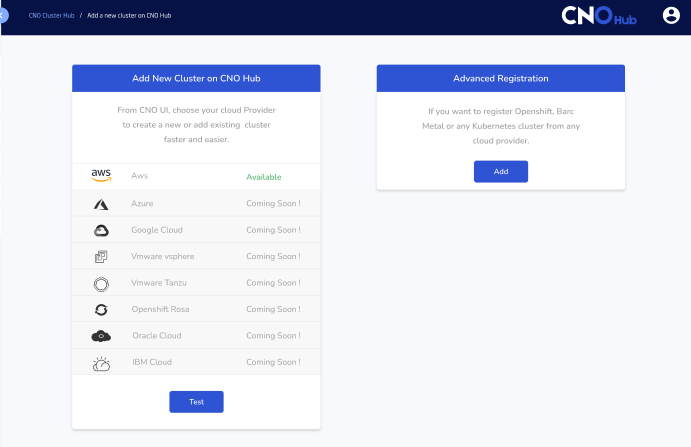 CNO Cluster Hub / Add a new cluster on CNO Hub
CNO Hub
Add New Cluster on CNO Hub
From CNO UI, choose your cloud Provider
to create a new or add existing cluster
faster and easier.
aws Aws Available
Azure Coming Soon !
Google Cloud Coming Soon !
Vmware vsphere Coming Soon !
Vmware Tanzu Coming Soon !
Openshift Rosa Coming Soon !
Oracle Cloud Coming Soon !
IBM Cloud Coming Soon !
Test
Advanced Registration
If you want to register Openshift, Barc
Metal or any Kubernetes cluster from any
cloud provider.
Add